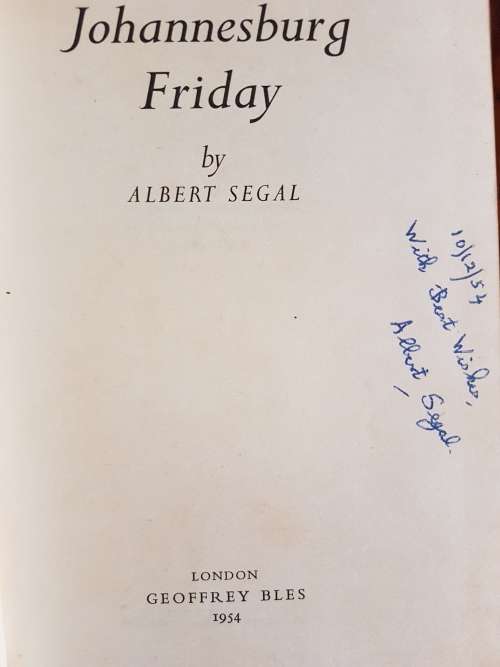 Johannesburg
Friday
by
ALBERT SEGAL
10/12/54
With Best Wishes,
Albert Segal.
LONDON
GEOFFREY BLES
1954